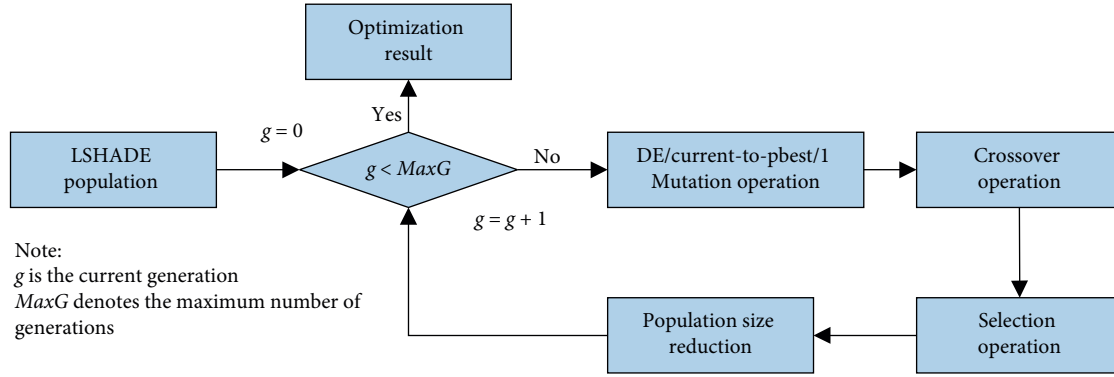 Optimization
result
Yes
g = 0
LSHADE
population
g < MaxG
No
DE/current-to-pbest/1
Mutation operation
Crossover
operation
g = g + 1
Note:
g is the current generation
MaxG denotes the maximum number of
generations
Population size
reduction
Selection
operation